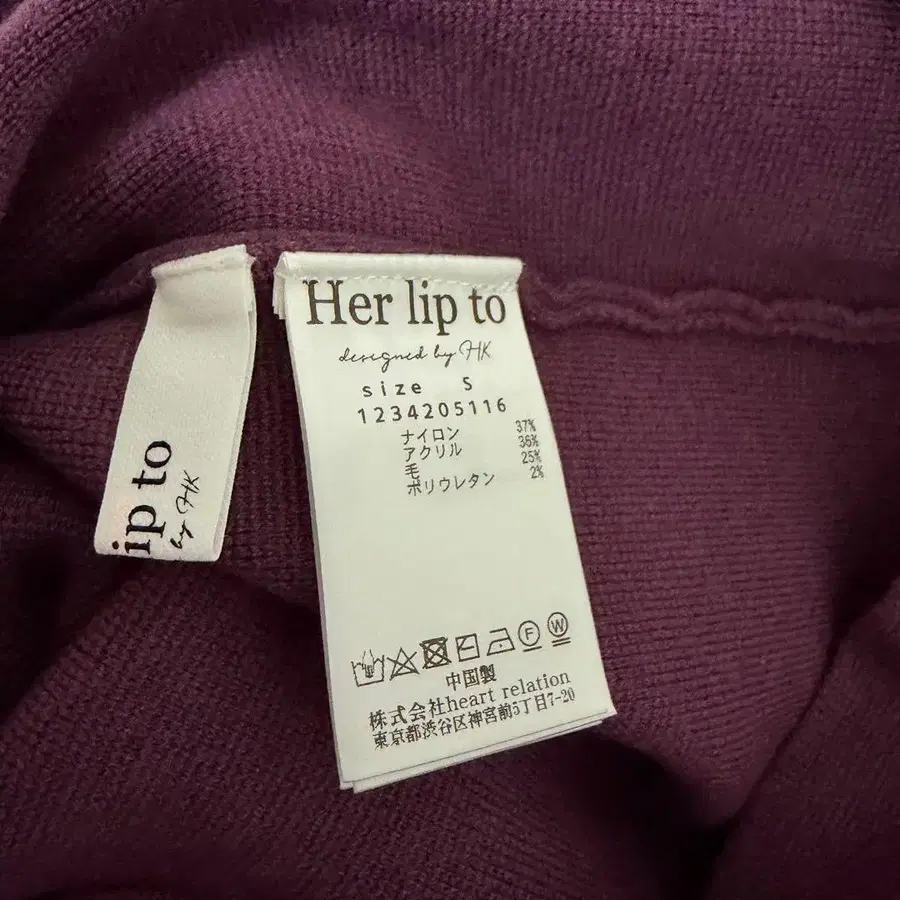 ip to
by HK
Her lip to
designed by HK
size S
1234205116
ナイロン 37%
アクリル 36%
毛 25%
ポリウレタン 2%
F W
中国製
株式会社heart relation
東京都渋谷区神宮前5丁目7-20